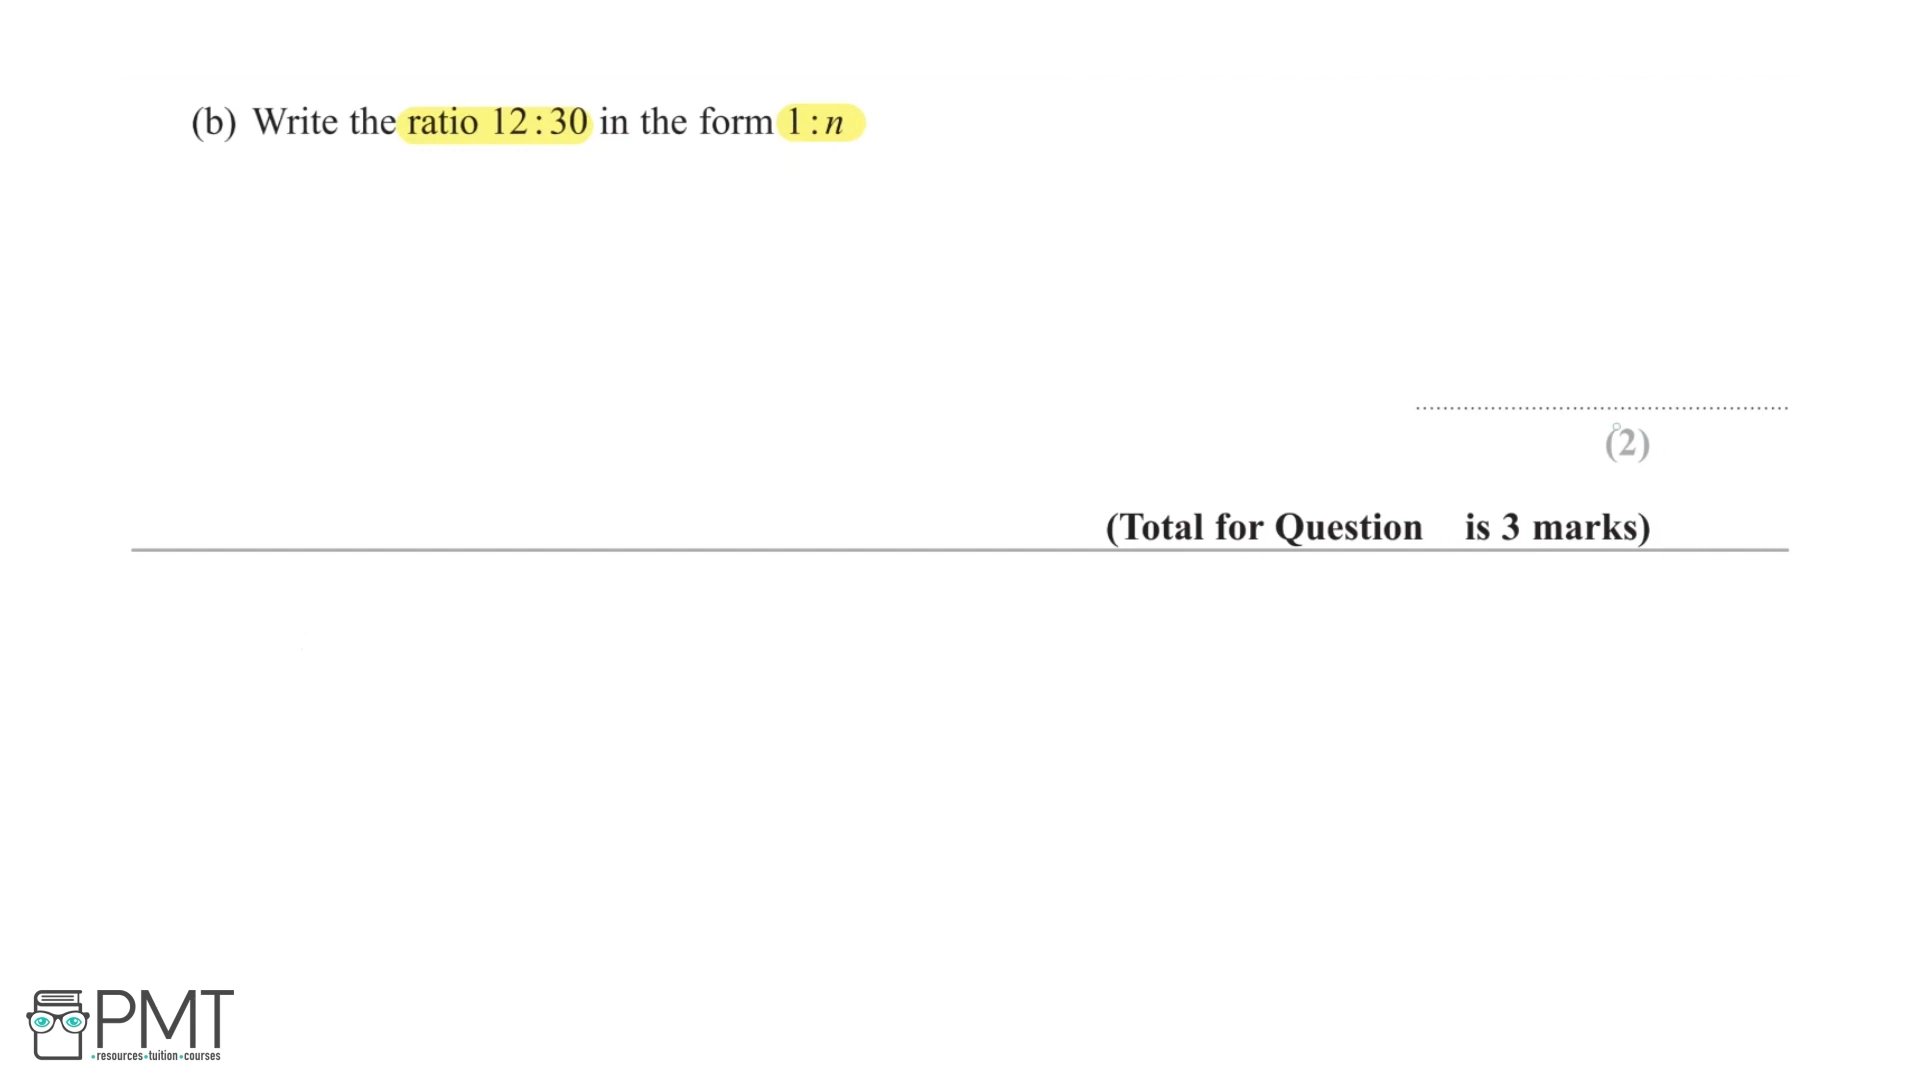 (b) Write the ratio 12 : 30 in the form 1 : n
(2)
(Total for Question is 3 marks)
PMT
•resources•tuition•courses